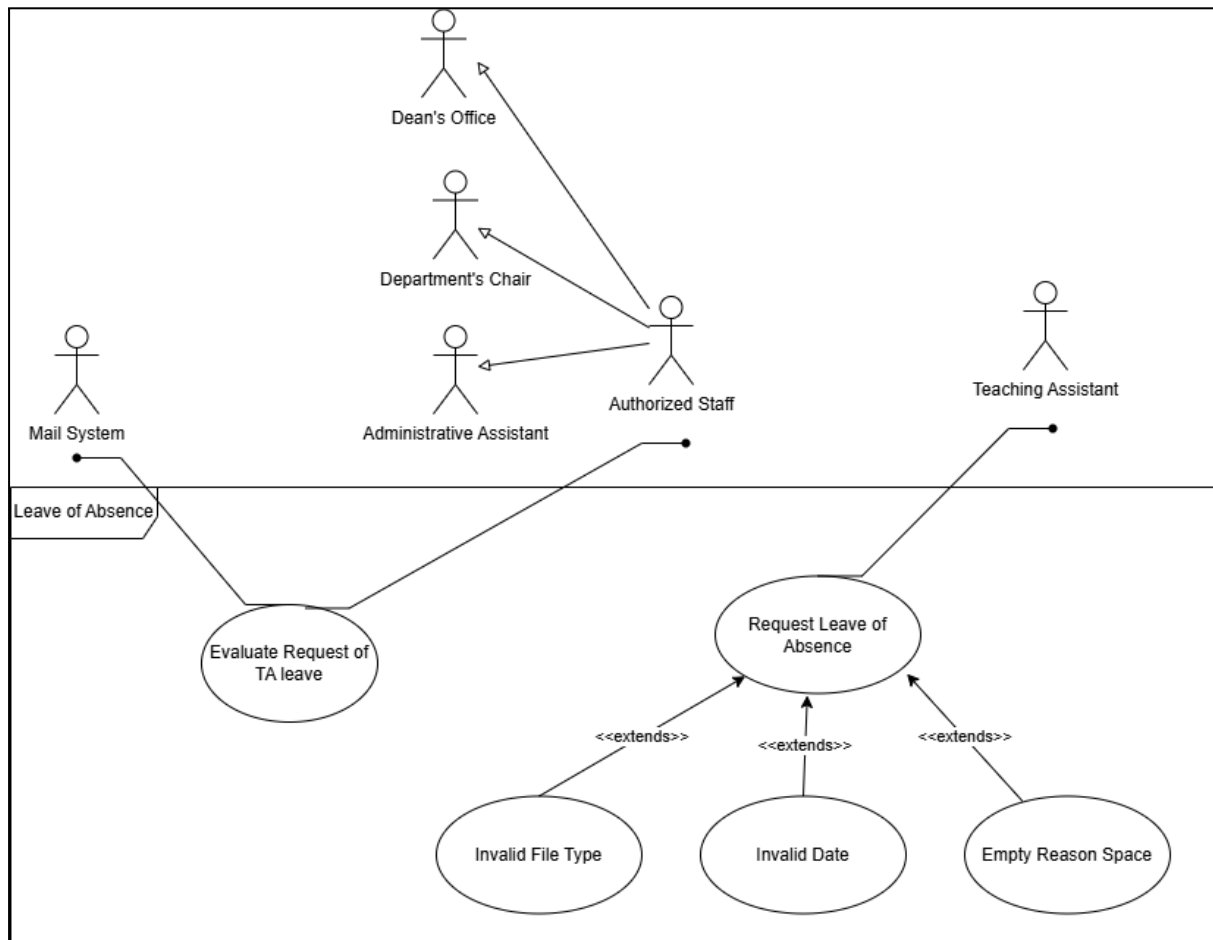 Dean's Office
Department's Chair
Administrative Assistant
Authorized Staff
Teaching Assistant
Mail System
Leave of Absence
Evaluate Request of
TA leave
Request Leave of
Absence
<<extends>>
<<extends>>
<<extends>>
Invalid File Type
Invalid Date
Empty Reason Space